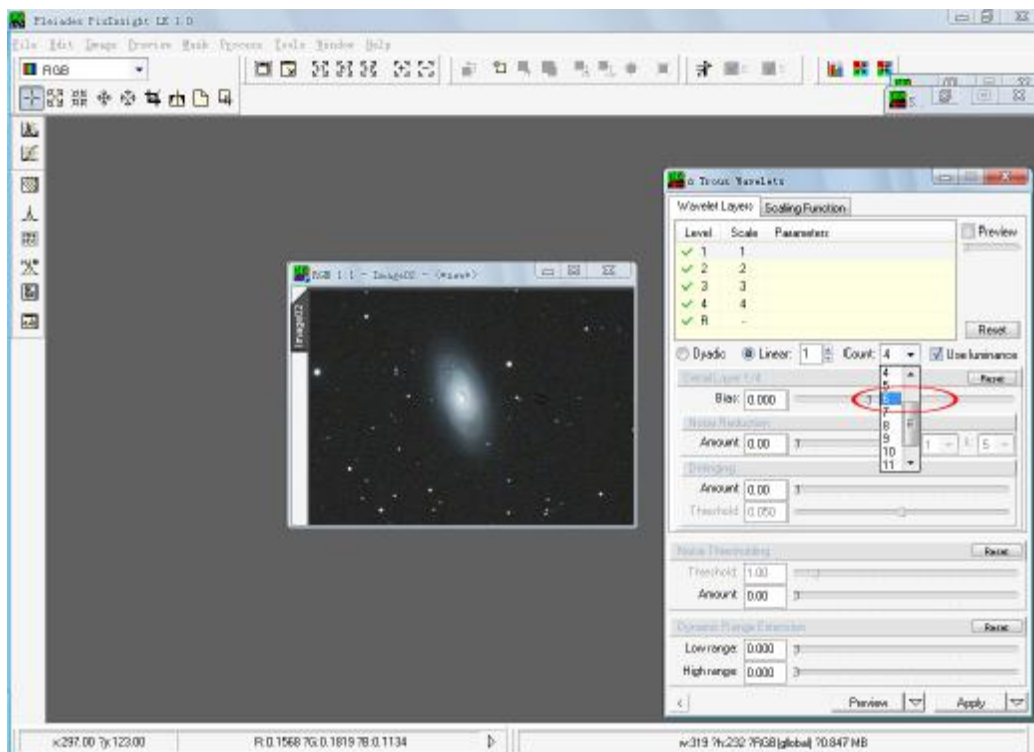 Pleiades PixInsight LE 1.0
File Edit Image Preview Mask Process Tools Window Help
RGB
S...
à Trous Wavelets
Wavelet Layers Scaling Function
Level Scale Parameters
Preview
1 1
2 2
3 3
4 4
R -
Reset
Dyadic Linear: 1 Count: 4 Use luminance
Detail Layer 1/4 Reset
Bias: 0.000
4
5
6
7
8
9
10
11
Noise Reduction
Amount: 0.00 1 5
Deringing
Amount: 0.00
Threshold: 0.050
Noise Thresholding Reset
Threshold: 1.00
Amount: 0.00
Dynamic Range Extension Reset
Low range: 0.000
High range: 0.000
Preview Apply
RGB 1:1 - Image02 - <*new*>
Image02
x:297.00 ?y:123.00 R:0.1568 ?G:0.1819 ?B:0.1134 w:319 ?h:232 ?RGB|global| ?0.847 MB